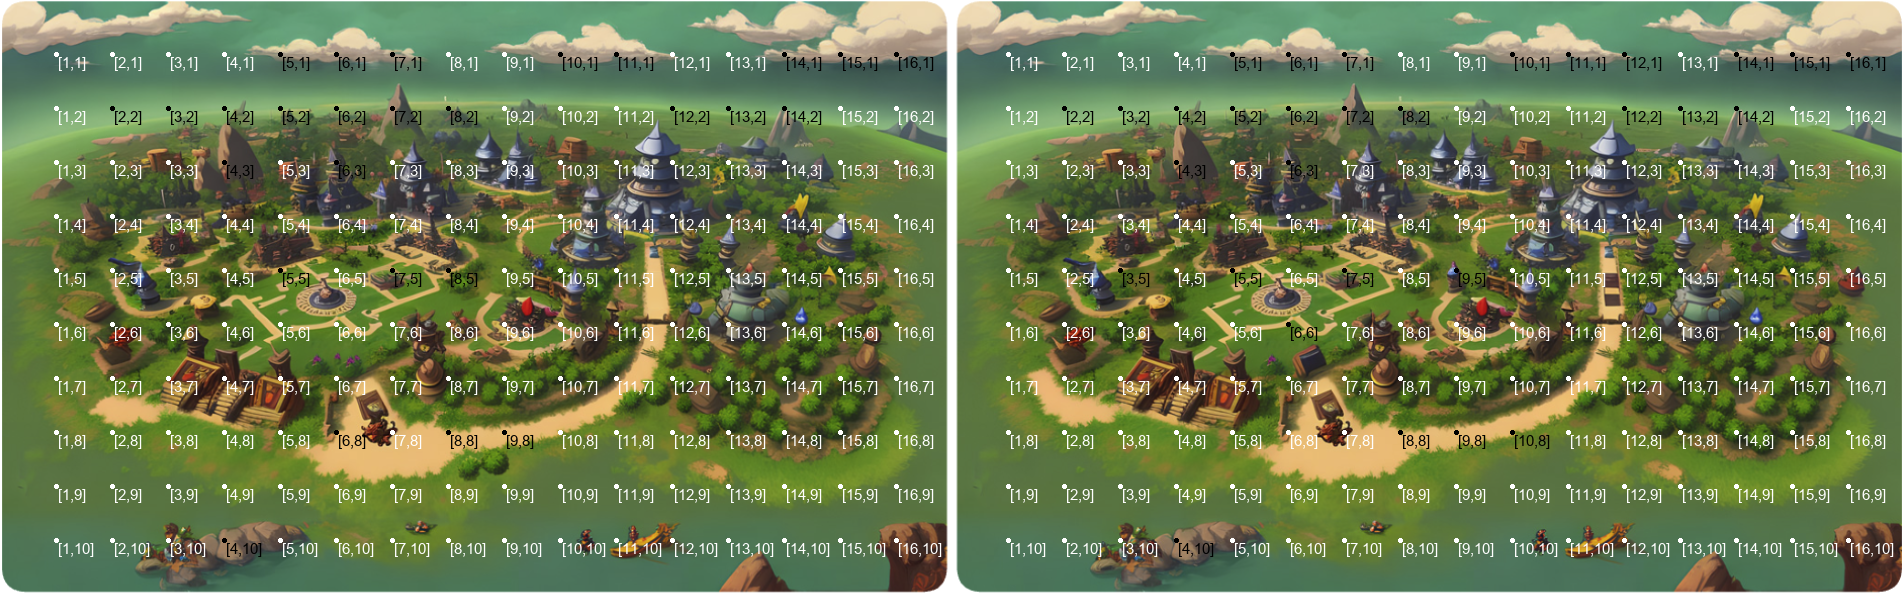 [1,1] [2,1] [3,1] [4,1] [5,1] [6,1] [7,1] [8,1] [9,1] [10,1] [11,1] [12,1] [13,1] [14,1] [15,1] [16,1]
[1,2] [2,2] [3,2] [4,2] [5,2] [6,2] [7,2] [8,2] [9,2] [10,2] [11,2] [12,2] [13,2] [14,2] [15,2] [16,2]
[1,3] [2,3] [3,3] [4,3] [5,3] [6,3] [7,3] [8,3] [9,3] [10,3] [11,3] [12,3] [13,3] [14,3] [15,3] [16,3]
[1,4] [2,4] [3,4] [4,4] [5,4] [6,4] [7,4] [8,4] [9,4] [10,4] [11,4] [12,4] [13,4] [14,4] [15,4] [16,4]
[1,5] [2,5] [3,5] [4,5] [5,5] [6,5] [7,5] [8,5] [9,5] [10,5] [11,5] [12,5] [13,5] [14,5] [15,5] [16,5]
[1,6] [2,6] [3,6] [4,6] [5,6] [6,6] [7,6] [8,6] [9,6] [10,6] [11,6] [12,6] [13,6] [14,6] [15,6] [16,6]
[1,7] [2,7] [3,7] [4,7] [5,7] [6,7] [7,7] [8,7] [9,7] [10,7] [11,7] [12,7] [13,7] [14,7] [15,7] [16,7]
[1,8] [2,8] [3,8] [4,8] [5,8] [6,8] [7,8] [8,8] [9,8] [10,8] [11,8] [12,8] [13,8] [14,8] [15,8] [16,8]
[1,9] [2,9] [3,9] [4,9] [5,9] [6,9] [7,9] [8,9] [9,9] [10,9] [11,9] [12,9] [13,9] [14,9] [15,9] [16,9]
[1,10] [2,10] [3,10] [4,10] [5,10] [6,10] [7,10] [8,10] [9,10] [10,10] [11,10] [12,10] [13,10] [14,10] [15,10] [16,10]
[1,1] [2,1] [3,1] [4,1] [5,1] [6,1] [7,1] [8,1] [9,1] [10,1] [11,1] [12,1] [13,1] [14,1] [15,1] [16,1]
[1,2] [2,2] [3,2] [4,2] [5,2] [6,2] [7,2] [8,2] [9,2] [10,2] [11,2] [12,2] [13,2] [14,2] [15,2] [16,2]
[1,3] [2,3] [3,3] [4,3] [5,3] [6,3] [7,3] [8,3] [9,3] [10,3] [11,3] [12,3] [13,3] [14,3] [15,3] [16,3]
[1,4] [2,4] [3,4] [4,4] [5,4] [6,4] [7,4] [8,4] [9,4] [10,4] [11,4] [12,4] [13,4] [14,4] [15,4] [16,4]
[1,5] [2,5] [3,5] [4,5] [5,5] [6,5] [7,5] [8,5] [9,5] [10,5] [11,5] [12,5] [13,5] [14,5] [15,5] [16,5]
[1,6] [2,6] [3,6] [4,6] [5,6] [6,6] [7,6] [8,6] [9,6] [10,6] [11,6] [12,6] [13,6] [14,6] [15,6] [16,6]
[1,7] [2,7] [3,7] [4,7] [5,7] [6,7] [7,7] [8,7] [9,7] [10,7] [11,7] [12,7] [13,7] [14,7] [15,7] [16,7]
[1,8] [2,8] [3,8] [4,8] [5,8] [6,8] [7,8] [8,8] [9,8] [10,8] [11,8] [12,8] [13,8] [14,8] [15,8] [16,8]
[1,9] [2,9] [3,9] [4,9] [5,9] [6,9] [7,9] [8,9] [9,9] [10,9] [11,9] [12,9] [13,9] [14,9] [15,9] [16,9]
[1,10] [2,10] [3,10] [4,10] [5,10] [6,10] [7,10] [8,10] [9,10] [10,10] [11,10] [12,10] [13,10] [14,10] [15,10] [16,10]